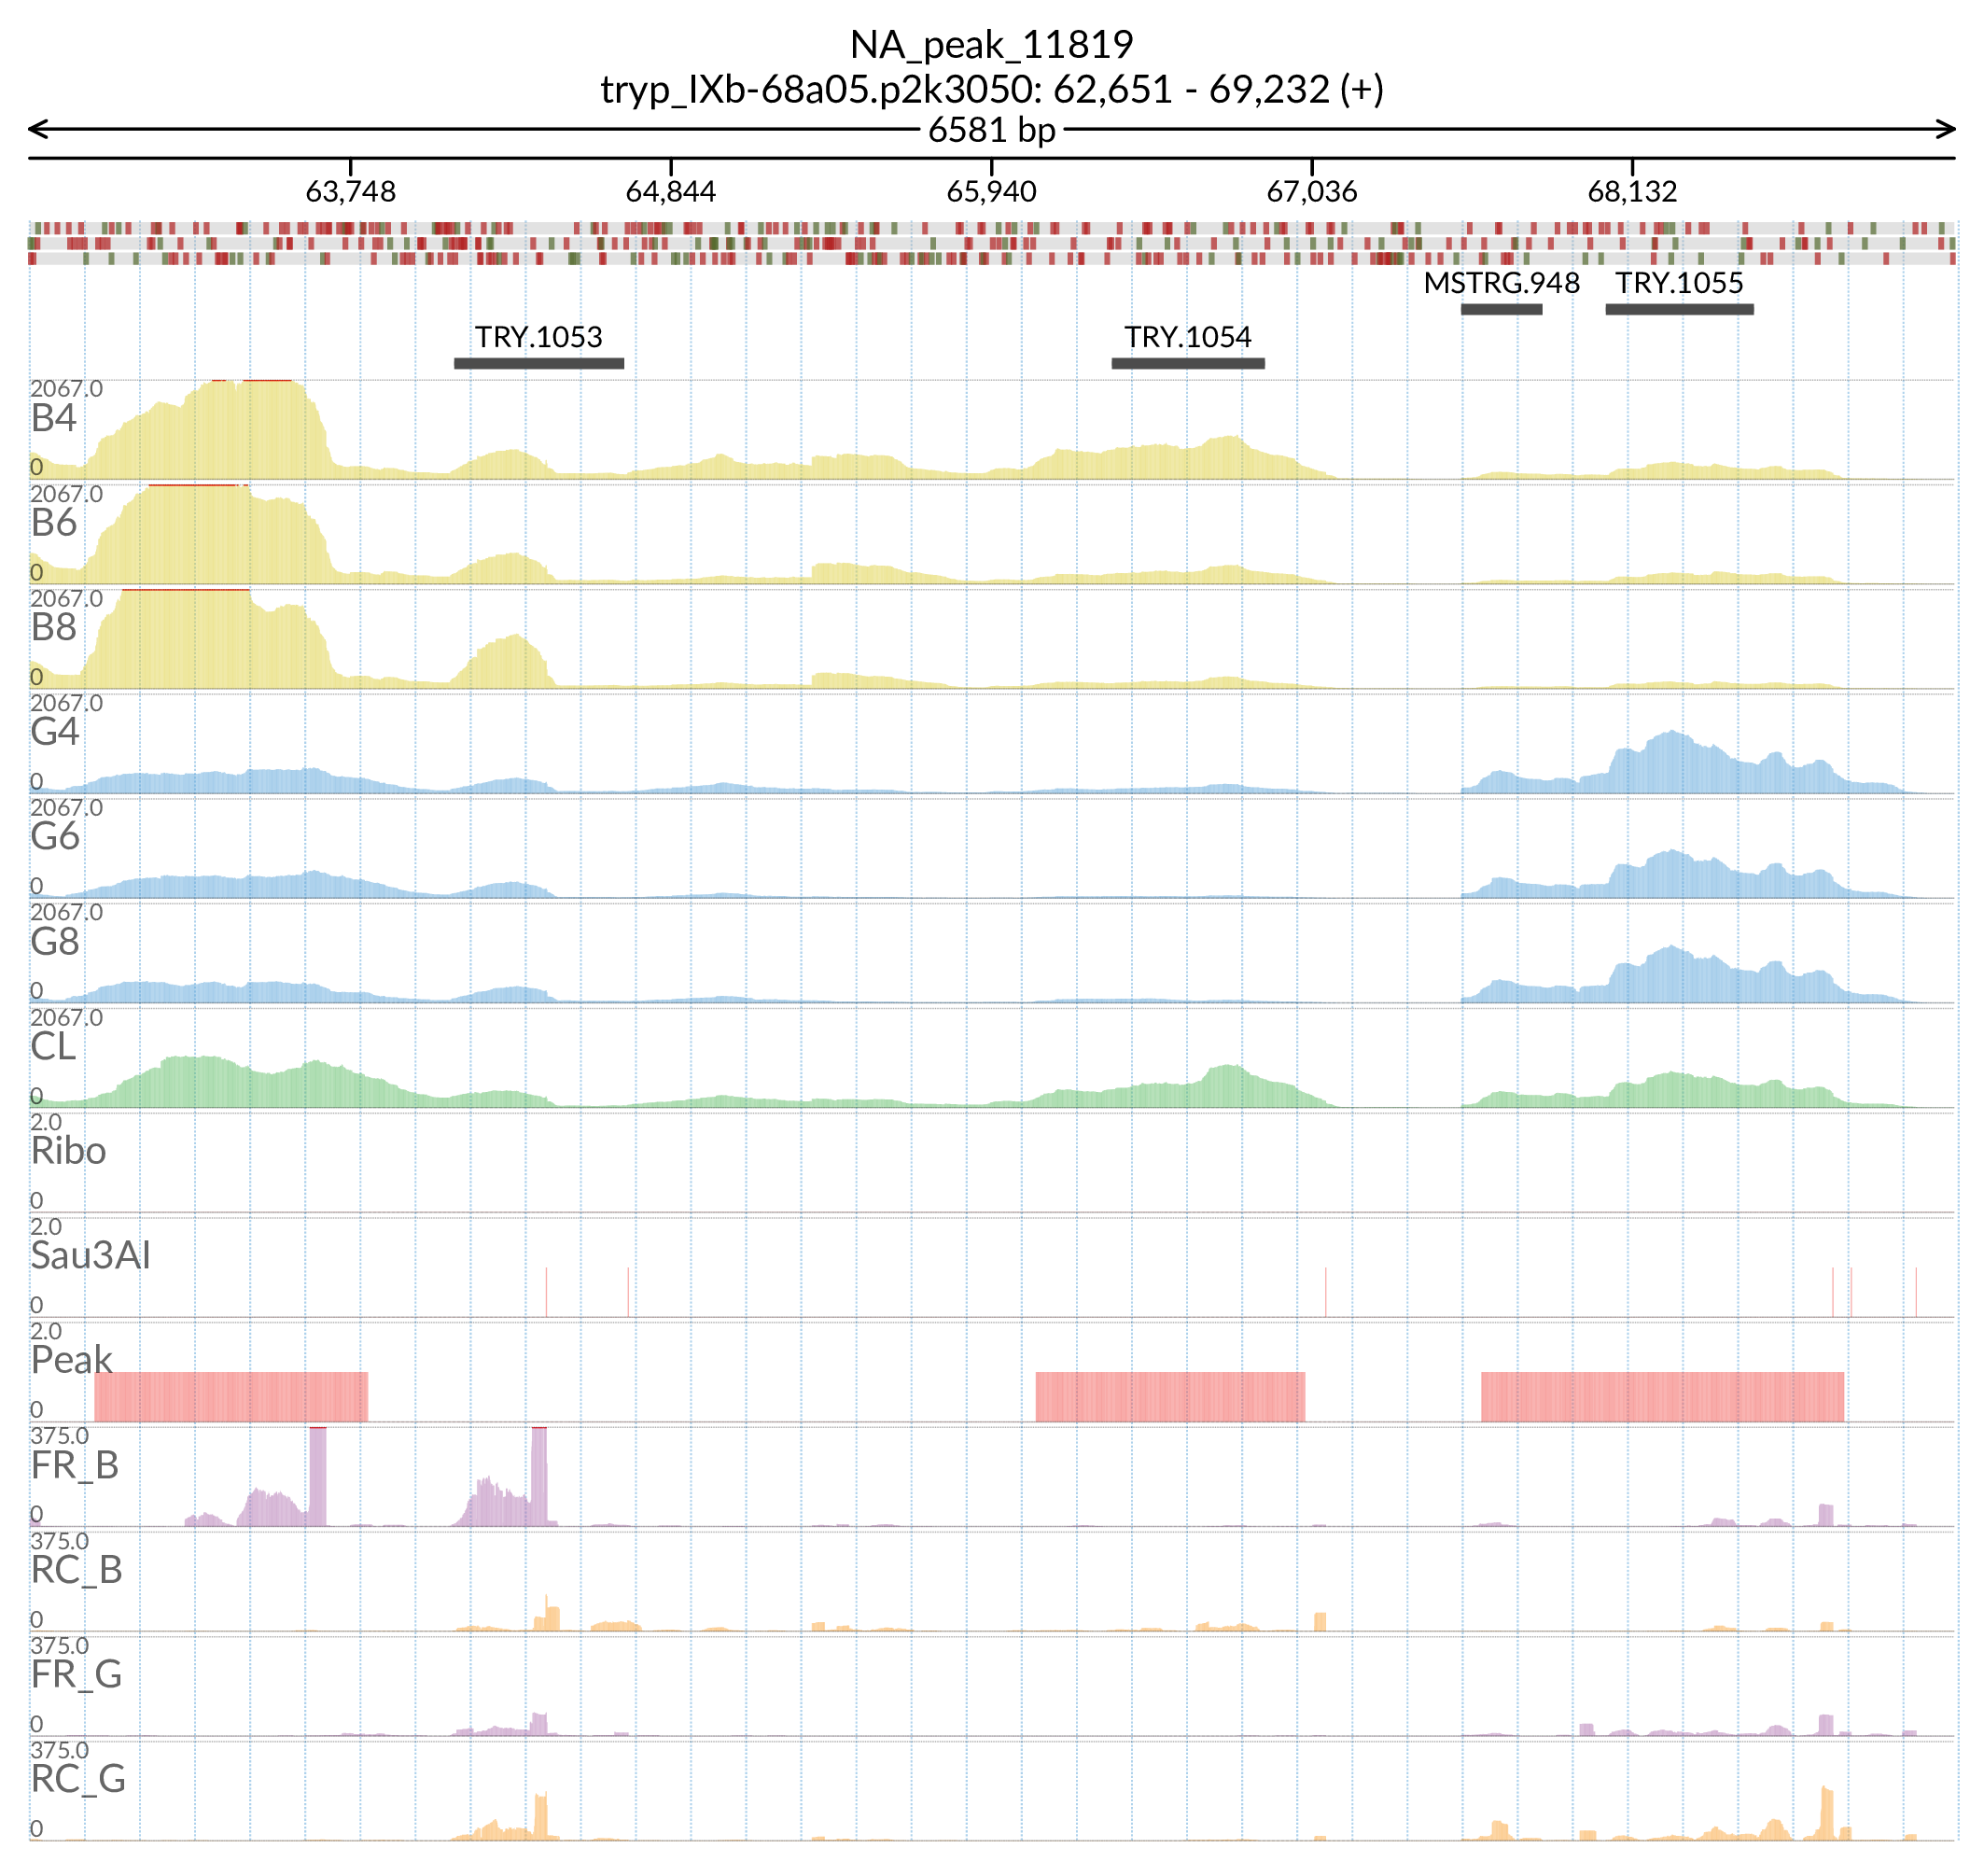 NA_peak_11819
tryp_IXb-68a05.p2k3050: 62,651 - 69,232 (+)
6581 bp
63,748 64,844 65,940 67,036 68,132
MSTRG.948 TRY.1055
TRY.1053 TRY.1054
2067.0
B4
0
2067.0
B6
0
2067.0
B8
0
2067.0
G4
0
2067.0
G6
0
2067.0
G8
0
2067.0
CL
0
2.0
Ribo
0
2.0
Sau3AI
0
2.0
Peak
0
375.0
FR_B
0
375.0
RC_B
0
375.0
FR_G
0
375.0
RC_G
0